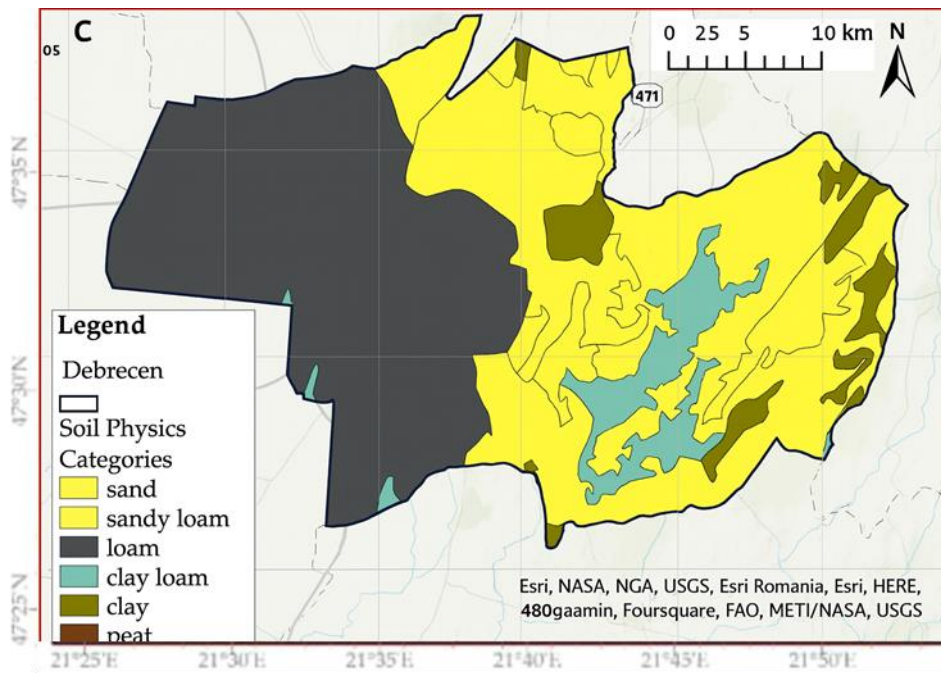 C
05
0 25 5 10 km
N
471
47°35'N
47°30'N
47°25'N
Legend
Debrecen
Soil Physics
Categories
sand
sandy loam
loam
clay loam
clay
peat
Esri, NASA, NGA, USGS, Esri Romania, Esri, HERE,
480gaamin, Foursquare, FAO, METI/NASA, USGS
21°25'E 21°30'E 21°35'E 21°40'E 21°45'E 21°50'E